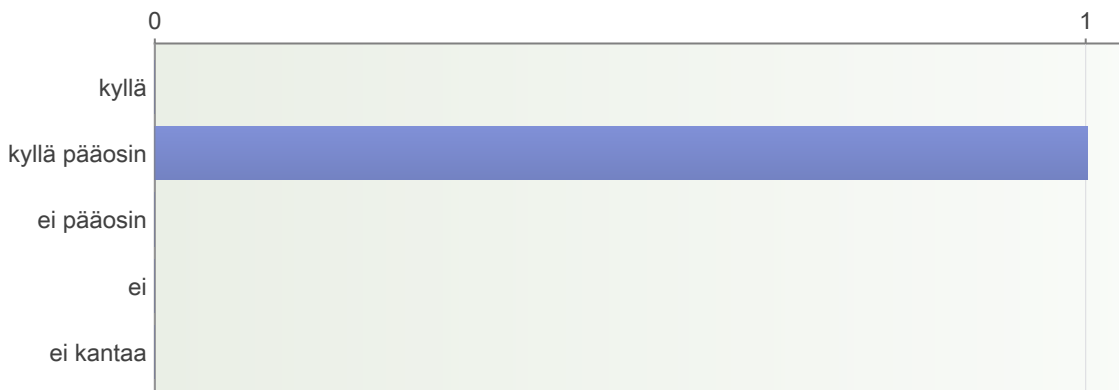 0 1
kyllä
kyllä pääosin
ei pääosin
ei
ei kantaa